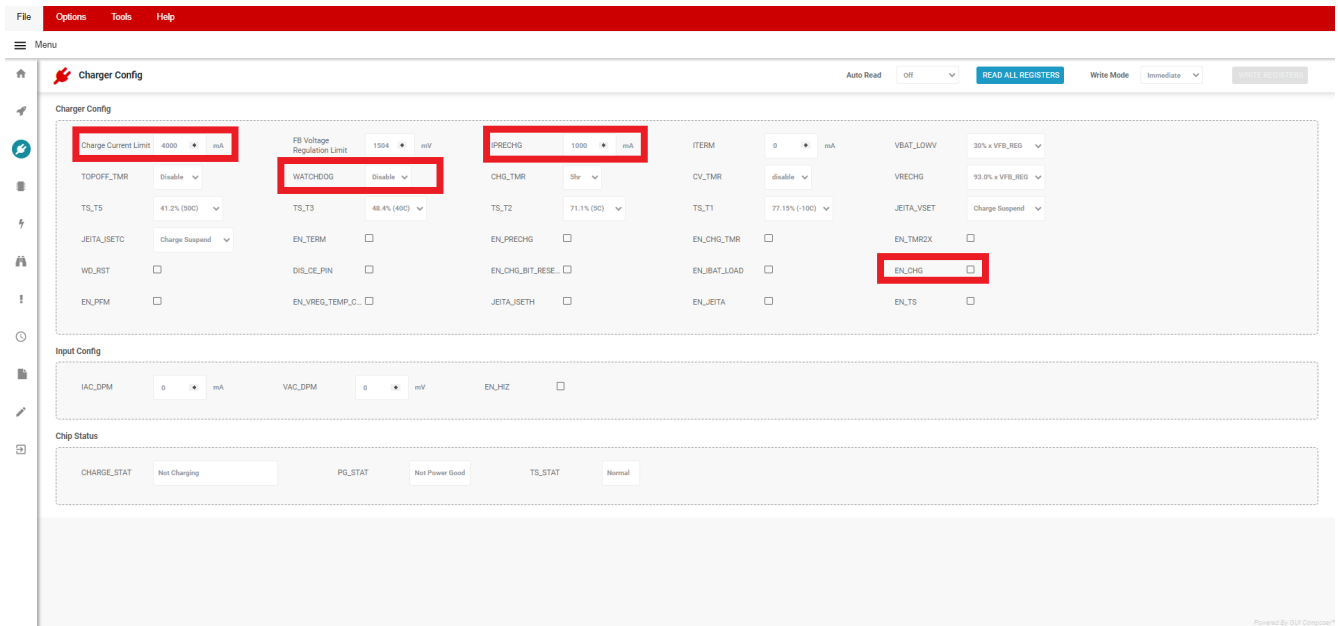 File Options Tools Help
Menu
Charger Config Auto Read Off READ ALL REGISTERS Write Mode Immediate WRITE REGISTERS
Charger Config
Charge Current Limit 4000 mA FB Voltage Regulation Limit 1504 mV IPRECHG 1000 mA ITERM 0 mA VBAT_LOWV 30% x VFB_REG
TOPOFF_TMR Disable WATCHDOG Disable CHG_TMR 5hr CV_TMR disable VRECHG 93.0% x VFB_REG
TS_T5 41.2% (50C) TS_T3 48.4% (40C) TS_T2 71.1% (5C) TS_T1 77.15% (-10C) JEITA_VSET Charge Suspend
JEITA_ISETC Charge Suspend EN_TERM EN_PRECHG EN_CHG_TMR EN_TMR2X
WD_RST DIS_CE_PIN EN_CHG_BIT_RESE... EN_IBAT_LOAD EN_CHG
EN_PFM EN_VREG_TEMP_C... JEITA_ISETH EN_JEITA EN_TS
Input Config
IAC_DPM 0 mA VAC_DPM 0 mV EN_HIZ
Chip Status
CHARGE_STAT Not Charging PG_STAT Not Power Good TS_STAT Normal
Powered By GUI Composer™